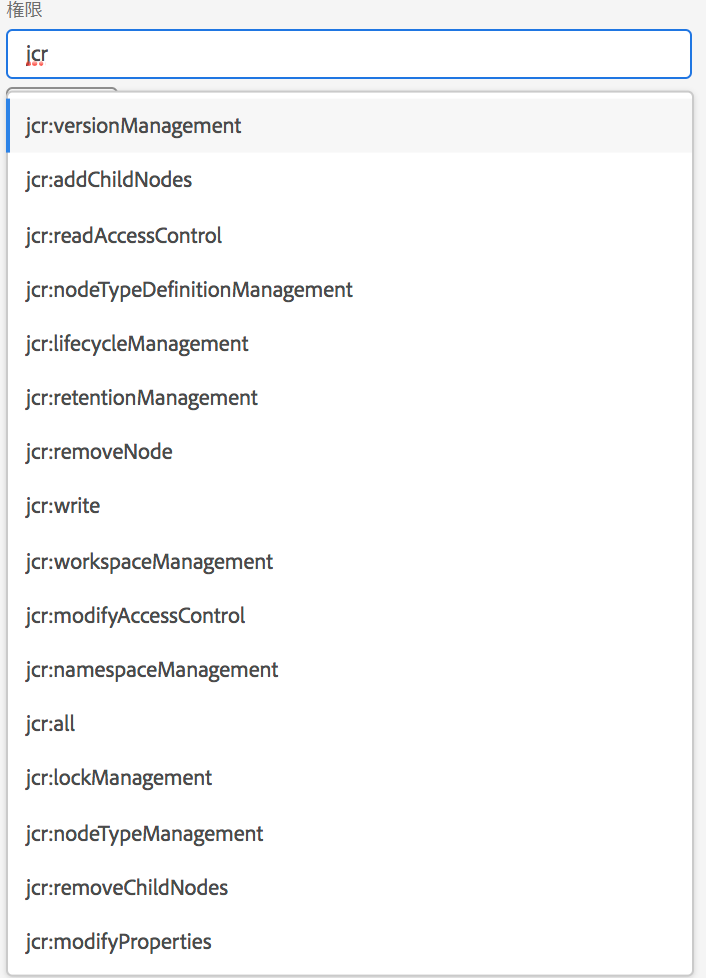 権限
jcr
jcr:versionManagement
jcr:addChildNodes
jcr:readAccessControl
jcr:nodeTypeDefinitionManagement
jcr:lifecycleManagement
jcr:retentionManagement
jcr:removeNode
jcr:write
jcr:workspaceManagement
jcr:modifyAccessControl
jcr:namespaceManagement
jcr:all
jcr:lockManagement
jcr:nodeTypeManagement
jcr:removeChildNodes
jcr:modifyProperties